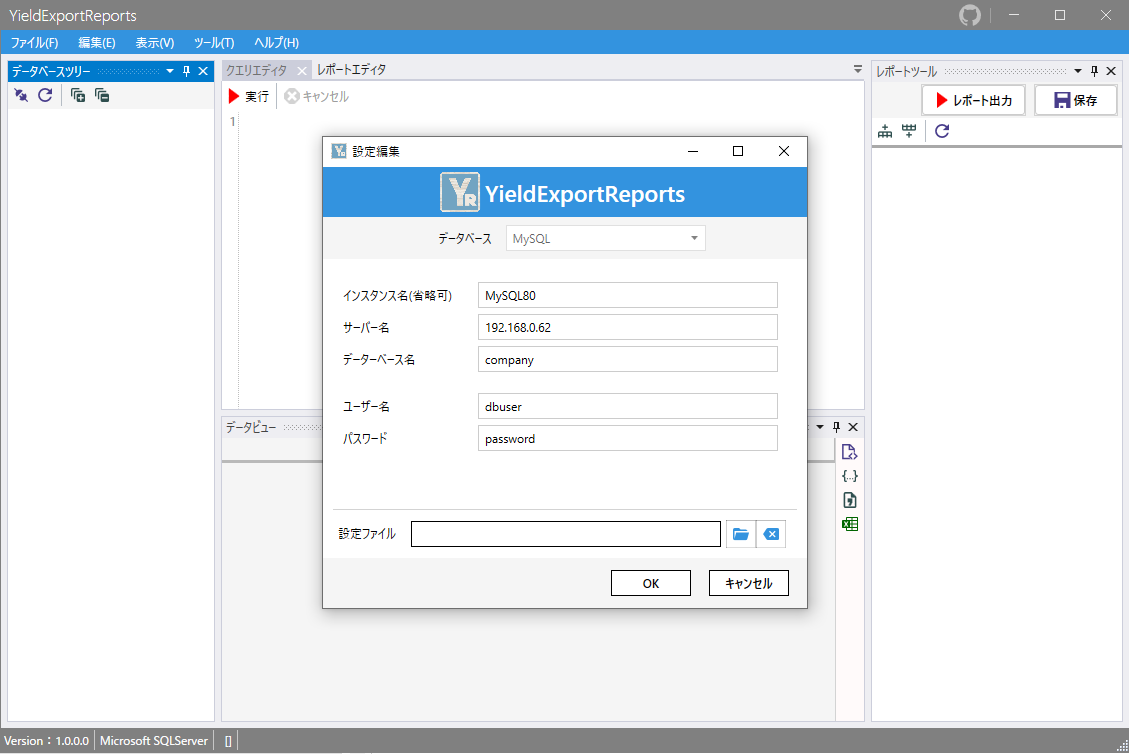 YieldExportReports
ファイル(F) 編集(E) 表示(V) ツール(T) ヘルプ(H)
データベースツリー
クエリエディタ レポートエディタ
実行 キャンセル
1
レポートツール
レポート出力 保存
設定編集
YR YieldExportReports
データベース MySQL
インスタンス名(省略可) MySQL80
サーバー名 192.168.0.62
データーベース名 company
ユーザー名 dbuser
パスワード password
設定ファイル
OK キャンセル
データビュー
Version：1.0.0.0 Microsoft SQLServer []